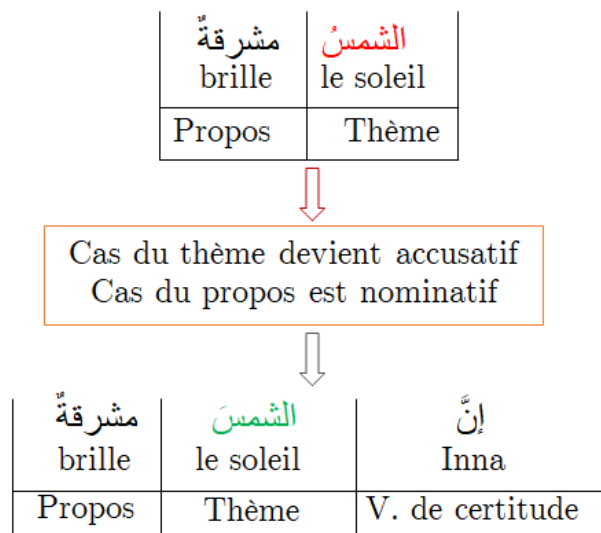 مشرقةٌ الشمسُ
brille le soleil
Propos Thème
Cas du thème devient accusatif
Cas du propos est nominatif
مشرقةٌ الشمسَ إنَّ
brille le soleil Inna
Propos Thème V. de certitude